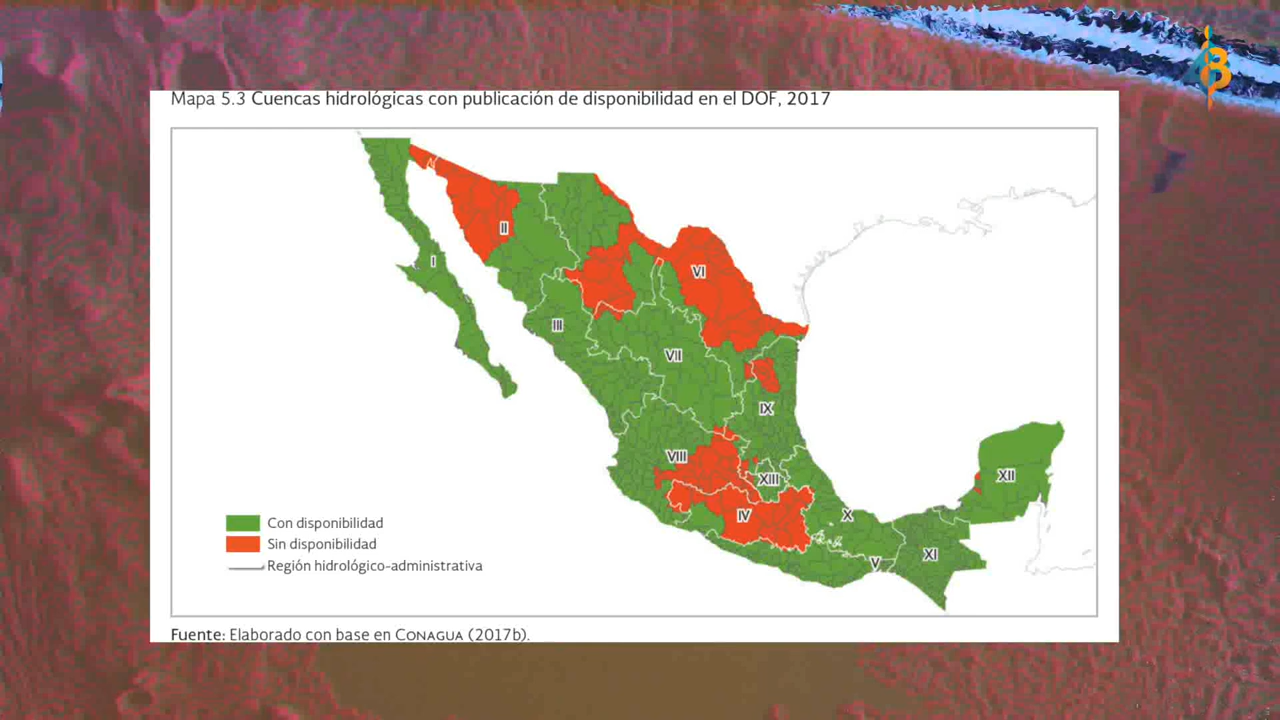 Mapa 5.3 Cuencas hidrológicas con publicación de disponibilidad en el DOF, 2017
II
I
VI
III
VII
IX
VIII
XIII
XII
IV
X
XI
V
Con disponibilidad
Sin disponibilidad
Región hidrológico-administrativa
Fuente: Elaborado con base en CONAGUA (2017b).